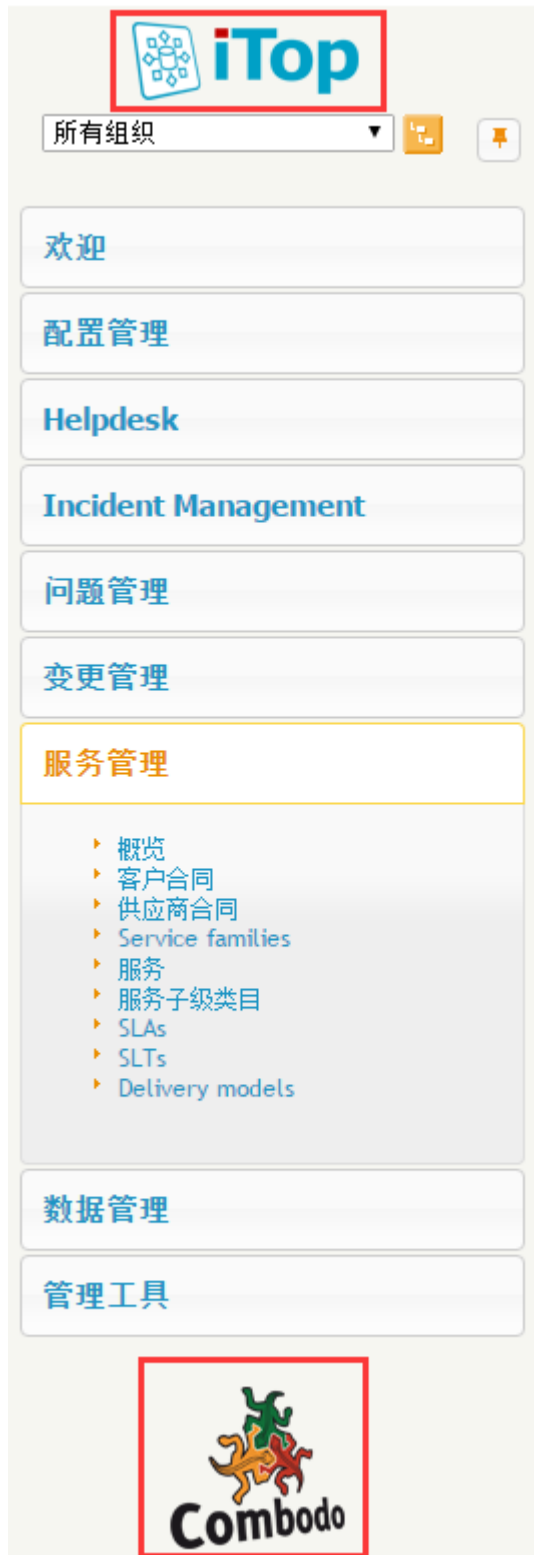 iTop
所有组织
欢迎
配置管理
Helpdesk
Incident Management
问题管理
变更管理
服务管理
概览
客户合同
供应商合同
Service families
服务
服务子级类目
SLAs
SLTs
Delivery models
数据管理
管理工具
Combodo